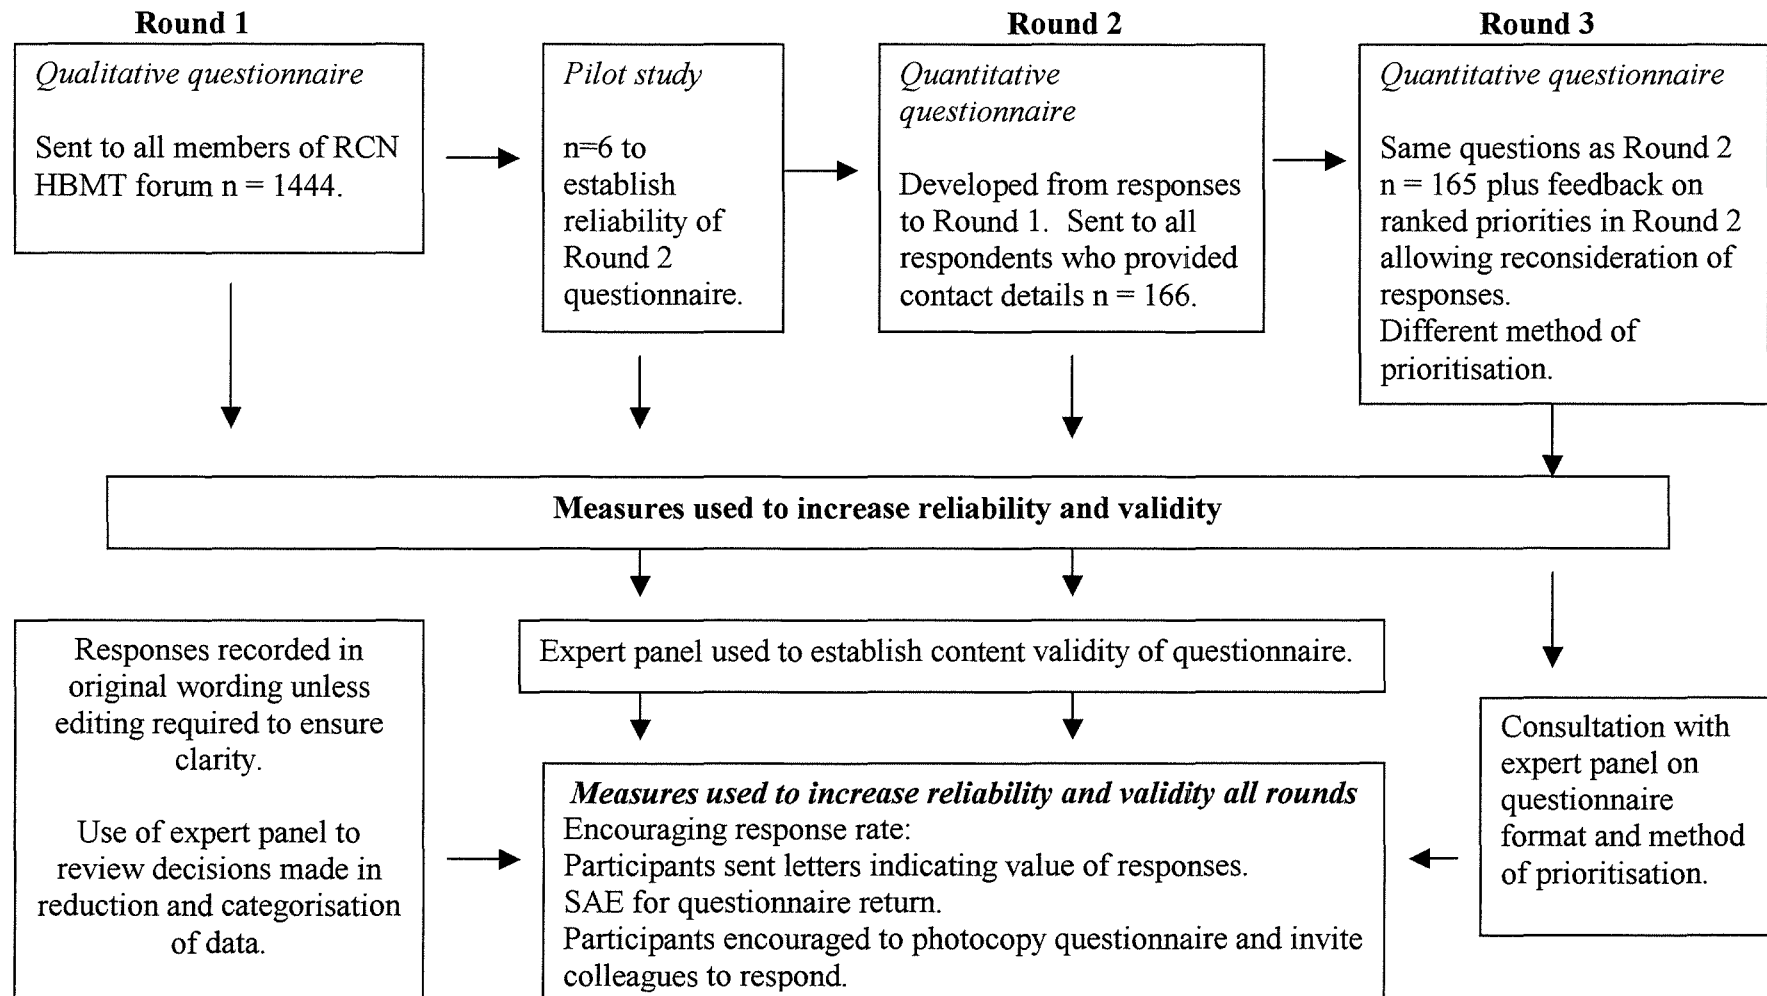 Round 1
Qualitative questionnaire
Sent to all members of RCN
HBMT forum n = 1444.
Pilot study
n=6 to
establish
reliability of
Round 2
questionnaire.
Round 2
Quantitative
questionnaire
Developed from responses
to Round 1. Sent to all
respondents who provided
contact details n = 166.
Round 3
Quantitative questionnaire
Same questions as Round 2
n = 165 plus feedback on
ranked priorities in Round 2
allowing reconsideration of
responses.
Different method of
prioritisation.
Measures used to increase reliability and validity
Responses recorded in
original wording unless
editing required to ensure
clarity.
Use of expert panel to
review decisions made in
reduction and categorisation
of data.
Expert panel used to establish content validity of questionnaire.
Measures used to increase reliability and validity all rounds
Encouraging response rate:
Participants sent letters indicating value of responses.
SAE for questionnaire return.
Participants encouraged to photocopy questionnaire and invite
colleagues to respond.
Consultation with
expert panel on
questionnaire
format and method
of prioritisation.